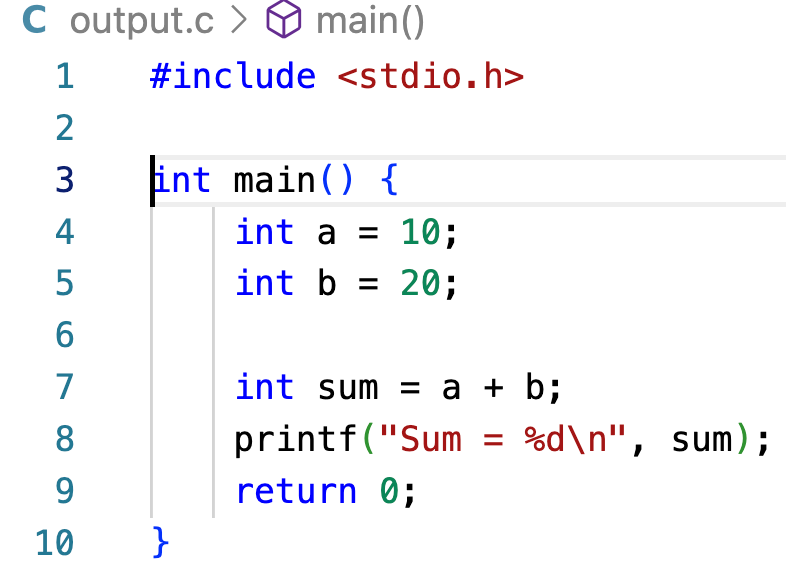 C output.c > main()
1 #include <stdio.h>
2
3 int main() {
4     int a = 10;
5     int b = 20;
6
7     int sum = a + b;
8     printf("Sum = %d\n", sum);
9     return 0;
10 }